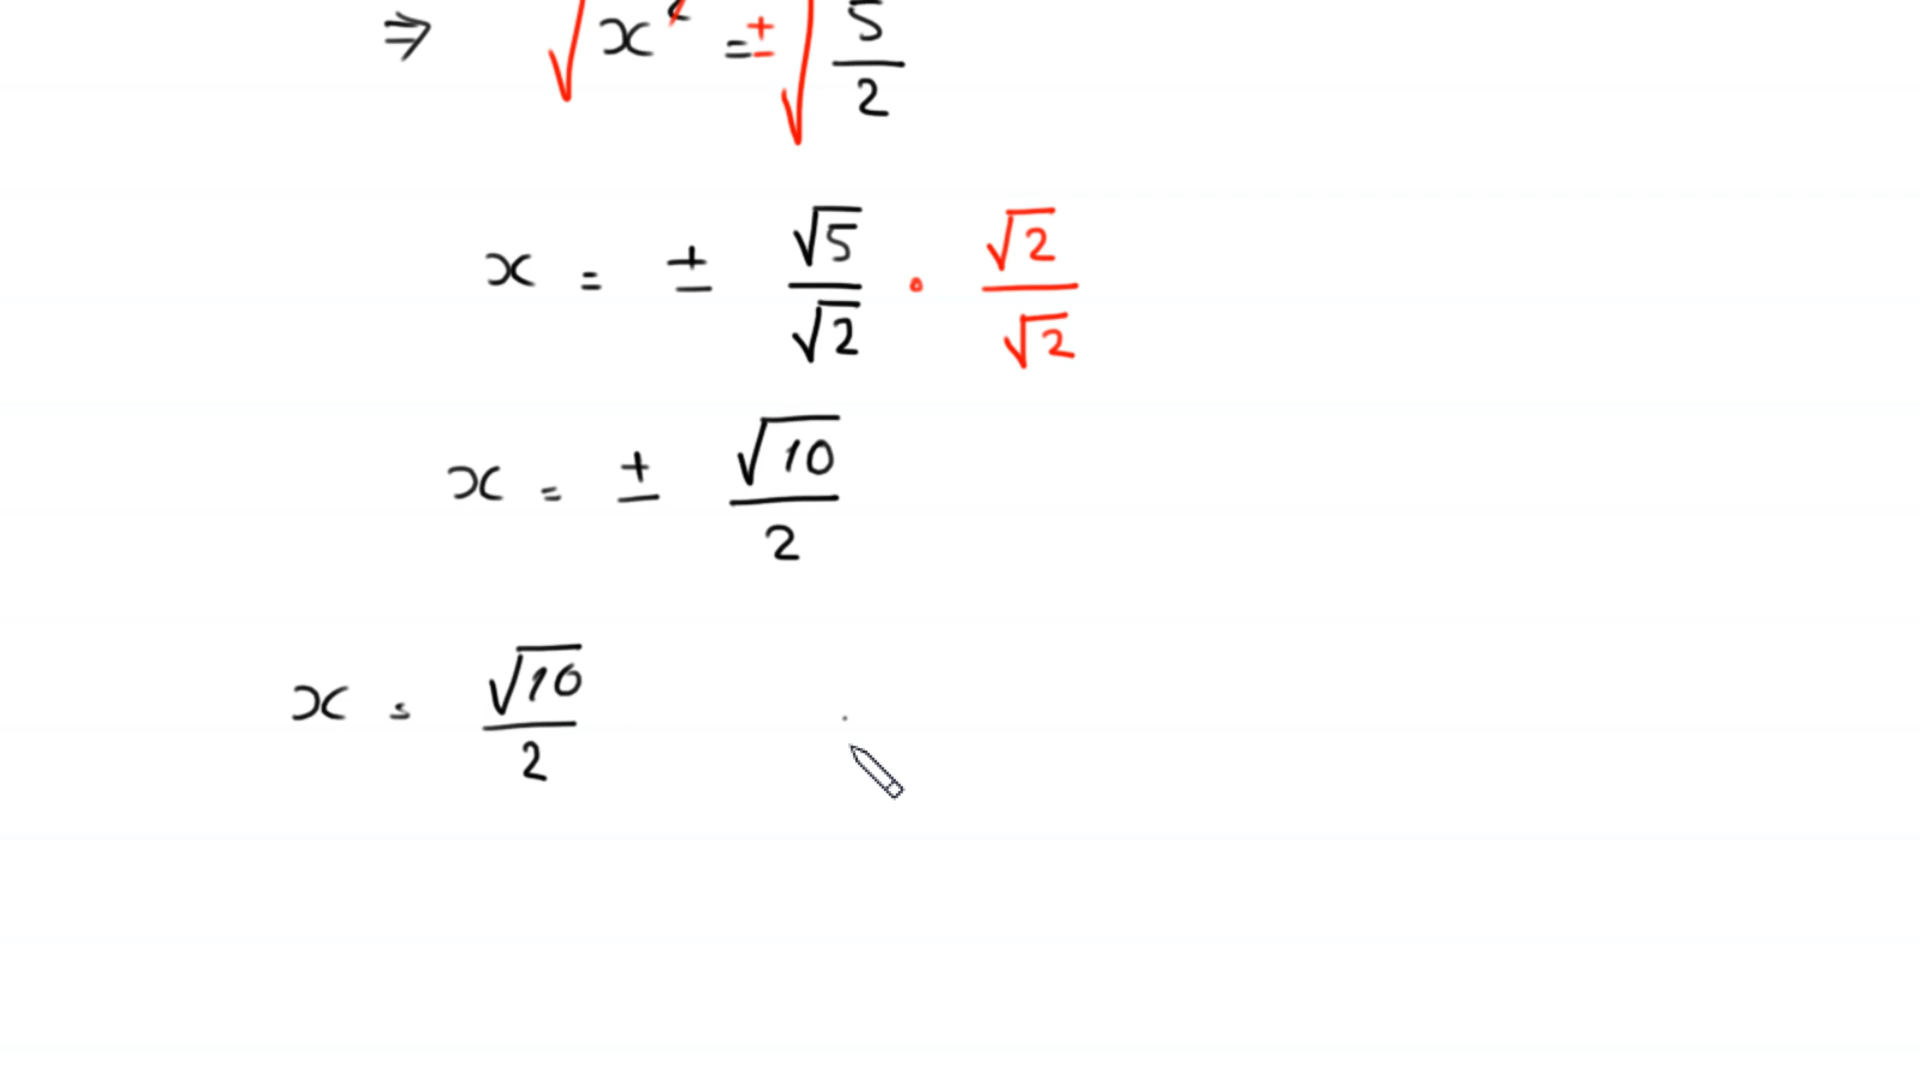 ⇒ √x² = ± √5/2
x = ± √5/√2 · √2/√2
x = ± √10/2
x = √10/2